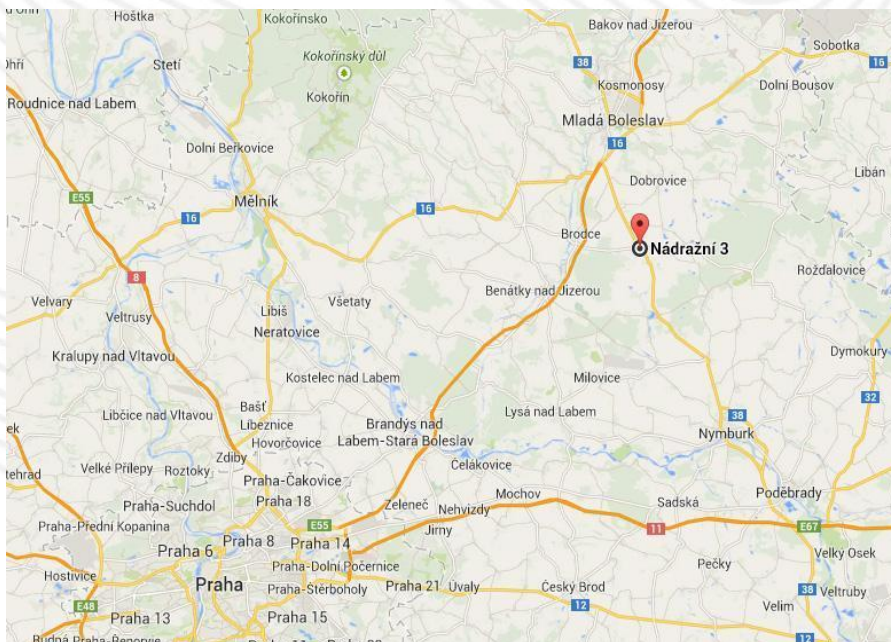 Hoštka
Kokořínsko
Bakov nad Jizerou
Sobotka
Štětí
Kokořínský důl
38
16
Kosmonosy
Dolní Bousov
Roudnice nad Labem
Kokořín
Mladá Boleslav
Dolní Beřkovice
16
Libáň
Dobrovice
E55
Mělník
16
16
Brodce
Nádražní 3
Rožďalovice
8
Velvary
Veltrusy
Libiš
Všetaty
Benátky nad Jizerou
Neratovice
Dymokury
Kralupy nad Vltavou
Kostelec nad Labem
Milovice
32
Libčice nad Vltavou
Bašť
Líbeznice
Brandýs nad
Labem-Stará Boleslav
Lysá nad Labem
38
Nymburk
Hovorčovice
Zdiby
Velké Přílepy
Roztoky
Čelákovice
Praha-Čakovice
Praha 18
Mochov
Poděbrady
Praha-Suchdol
Zeleneč
Nehvizdy
Sadská
Praha-Přední Kopanina
E55
Jirny
11
E67
Praha 6
Praha 8
Praha 14
Velký Osek
Praha-Dolní Počernice
Pečky
Hostivice
Praha
Praha-Štěrboholy
Praha 21
Úvaly
Český Brod
38
Veltruby
E48
12
Velim
Praha 13
Praha 15
12